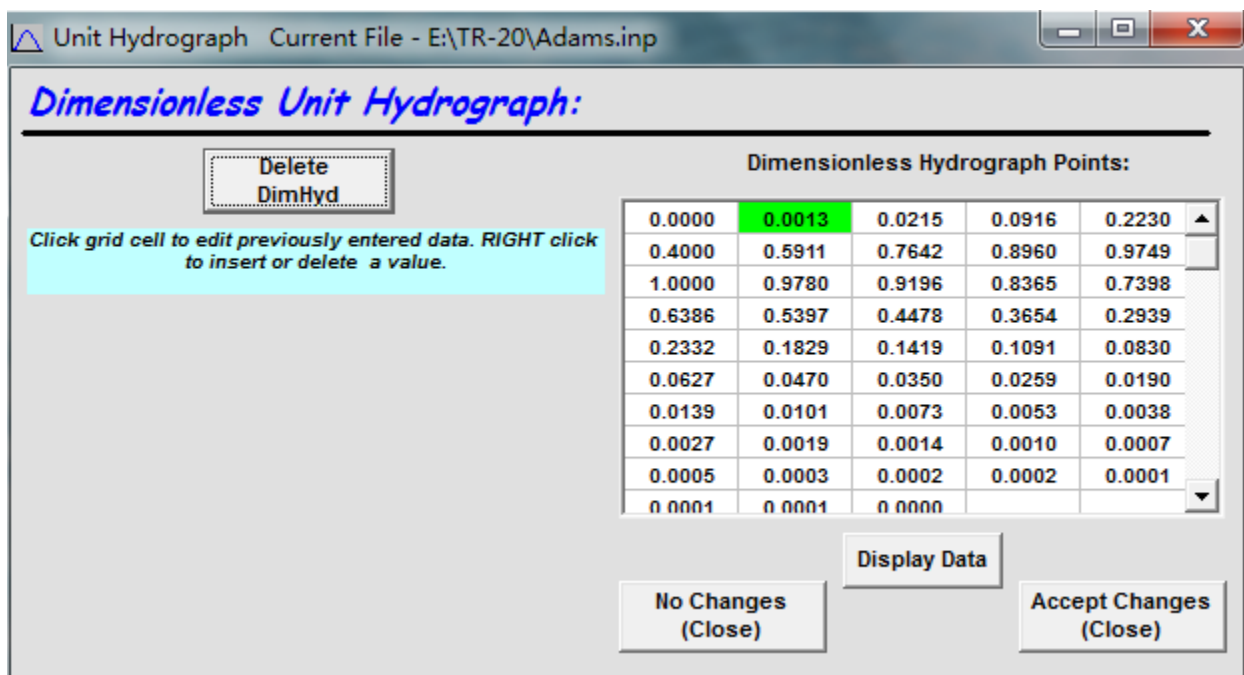 Unit Hydrograph Current File - E:\TR-20\Adams.inp
Dimensionless Unit Hydrograph:
Delete
DimHyd
Click grid cell to edit previously entered data. RIGHT click
to insert or delete a value.
Dimensionless Hydrograph Points:
0.0000 0.0013 0.0215 0.0916 0.2230
0.4000 0.5911 0.7642 0.8960 0.9749
1.0000 0.9780 0.9196 0.8365 0.7398
0.6386 0.5397 0.4478 0.3654 0.2939
0.2332 0.1829 0.1419 0.1091 0.0830
0.0627 0.0470 0.0350 0.0259 0.0190
0.0139 0.0101 0.0073 0.0053 0.0038
0.0027 0.0019 0.0014 0.0010 0.0007
0.0005 0.0003 0.0002 0.0002 0.0001
0.0001 0.0001 0.0000
Display Data
No Changes
(Close)
Accept Changes
(Close)